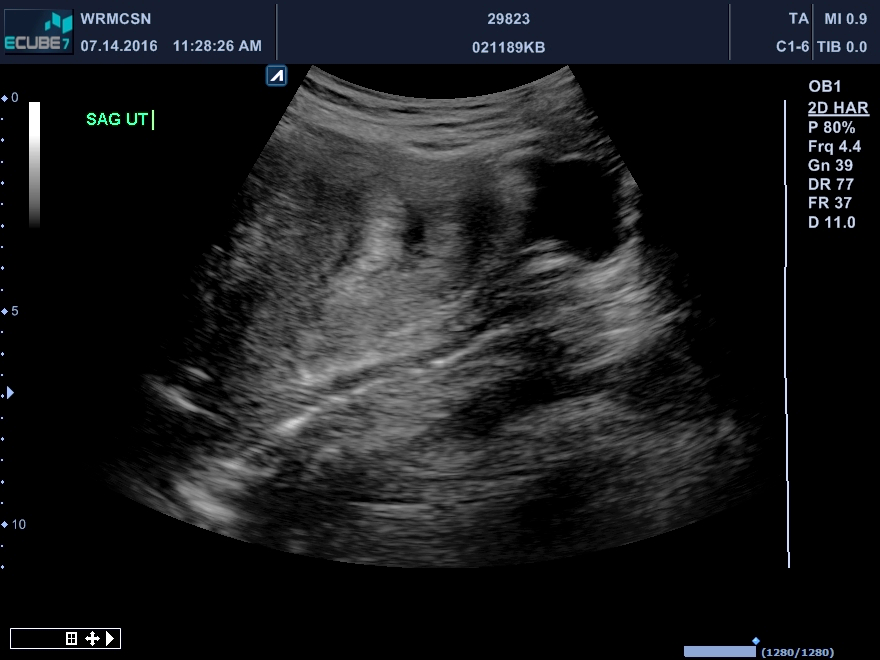 ECUBE7
WRMCSN
07.14.2016 11:28:26 AM
29823
021189KB
TA MI 0.9
C1-6 TIB 0.0
SAG UT
OB1
2D HAR
P 80%
Frq 4.4
Gn 39
DR 77
FR 37
D 11.0
0
5
10
(1280/1280)